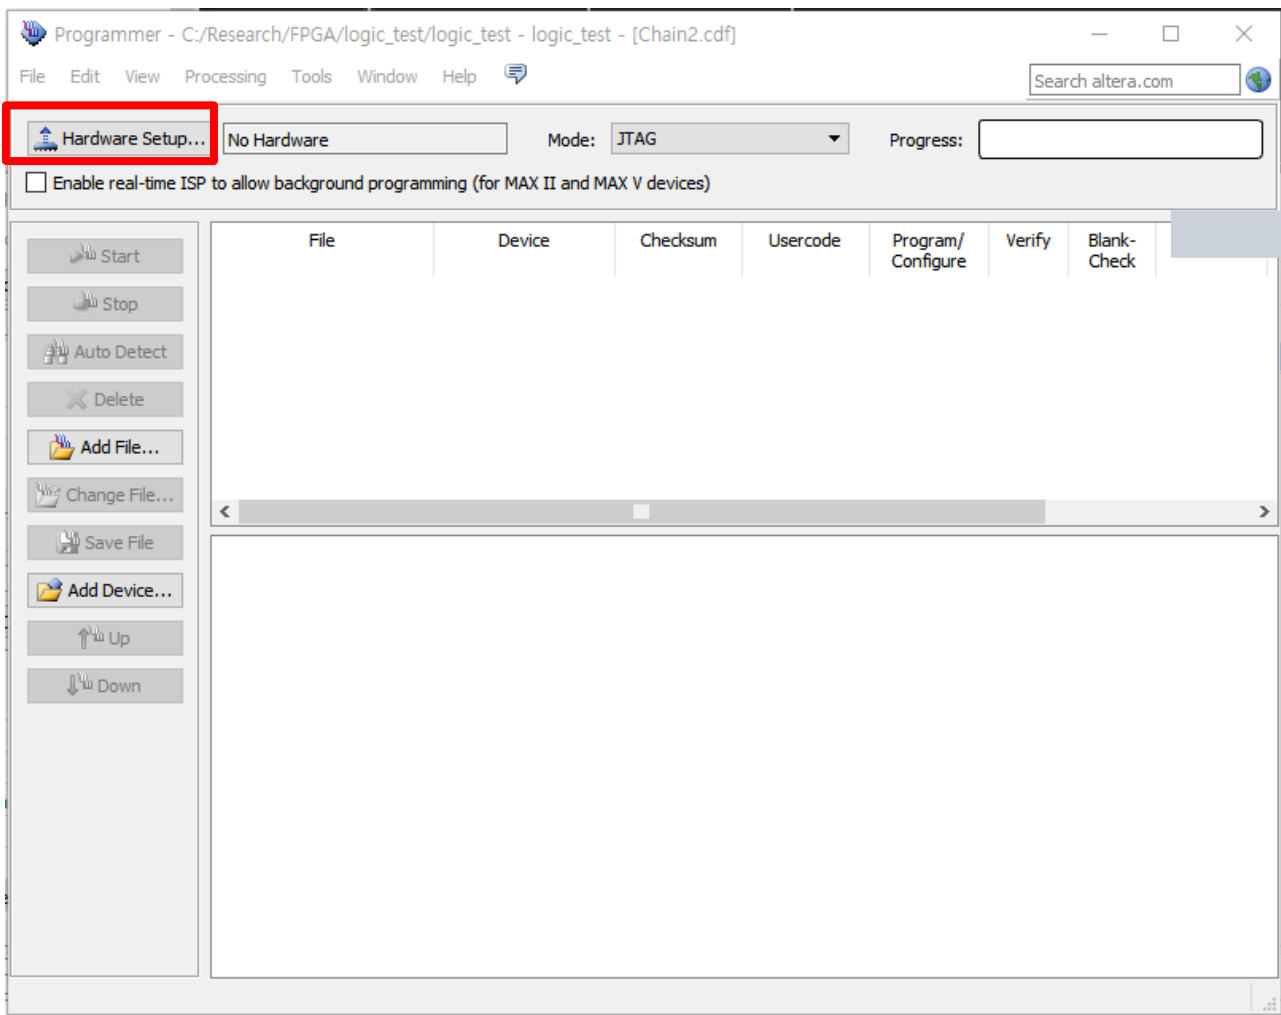 Programmer - C:/Research/FPGA/logic_test/logic_test - logic_test - [Chain2.cdf]
File Edit View Processing Tools Window Help Search altera.com
Hardware Setup... No Hardware Mode: JTAG Progress:
Enable real-time ISP to allow background programming (for MAX II and MAX V devices)
File Device Checksum Usercode Program/ Verify Blank-
Configure Check
Start
Stop
Auto Detect
Delete
Add File...
Change File...
Save File
Add Device...
Up
Down